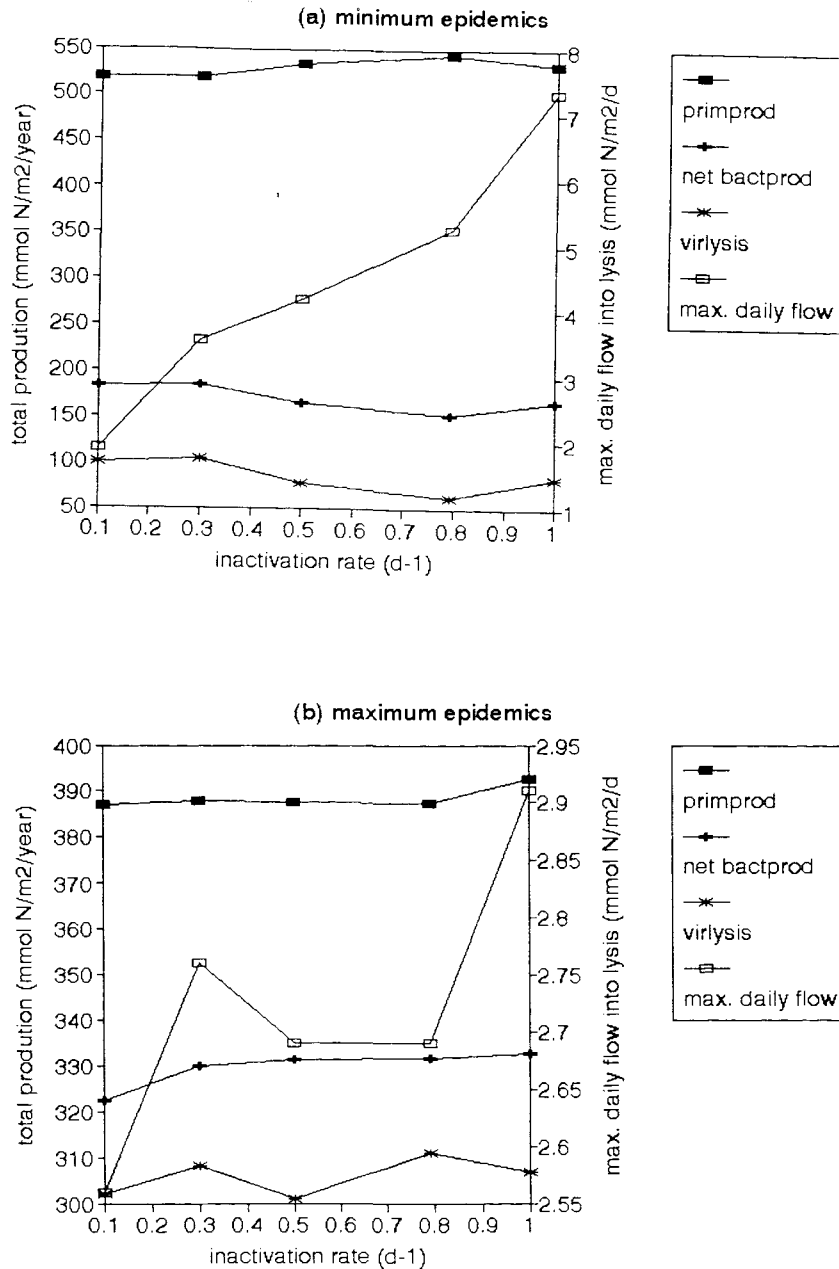 (a) minimum epidemics
550
500
450
400
350
300
250
200
150
100
50
total prodution (mmol N/m2/year)
8
7
6
5
4
3
2
1
max. daily flow into lysis (mmol N/m2/d
0.1 0.2 0.3 0.4 0.5 0.6 0.7 0.8 0.9 1
inactivation rate (d-1)
primprod
net bactprod
virlysis
max. daily flow
(b) maximum epidemics
400
390
380
370
360
350
340
330
320
310
300
total prodution (mmol N/m2/year)
2.95
2.9
2.85
2.8
2.75
2.7
2.65
2.6
2.55
max. daily flow into lysis (mmol N/m2/d
0.1 0.2 0.3 0.4 0.5 0.6 0.7 0.8 0.9 1
inactivation rate (d-1)
primprod
net bactprod
virlysis
max. daily flow